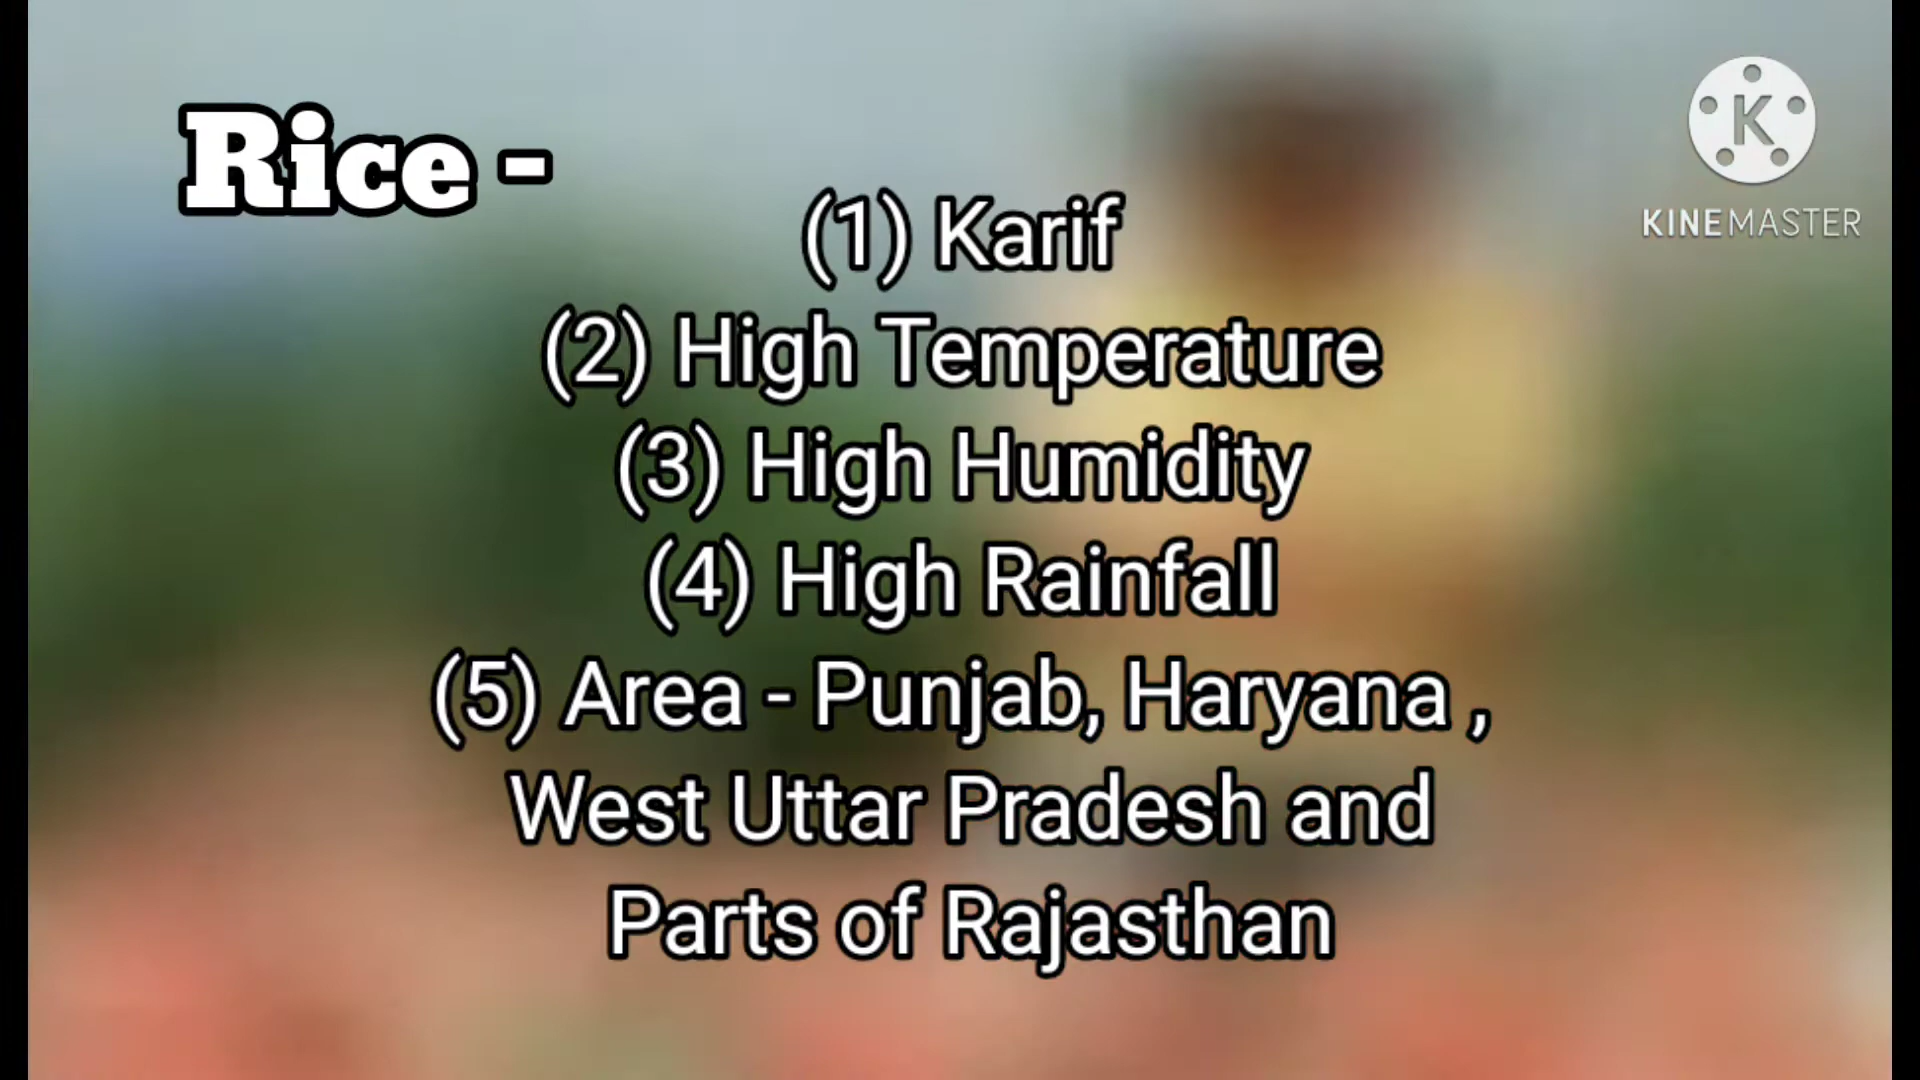 Rice -
(1) Karif
(2) High Temperature
(3) High Humidity
(4) High Rainfall
(5) Area - Punjab, Haryana ,
West Uttar Pradesh and
Parts of Rajasthan
K
KINEMASTER